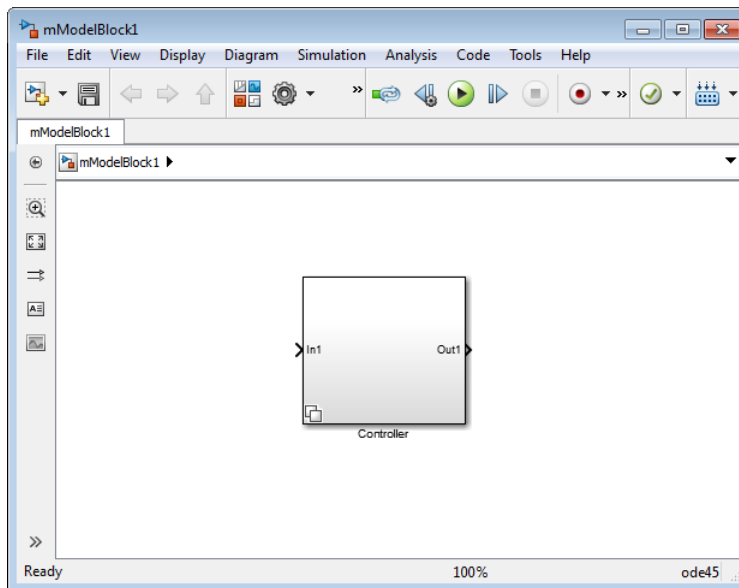 mModelBlock1
File Edit View Display Diagram Simulation Analysis Code Tools Help
mModelBlock1
mModelBlock1
In1 Out1
Controller
Ready 100% ode45